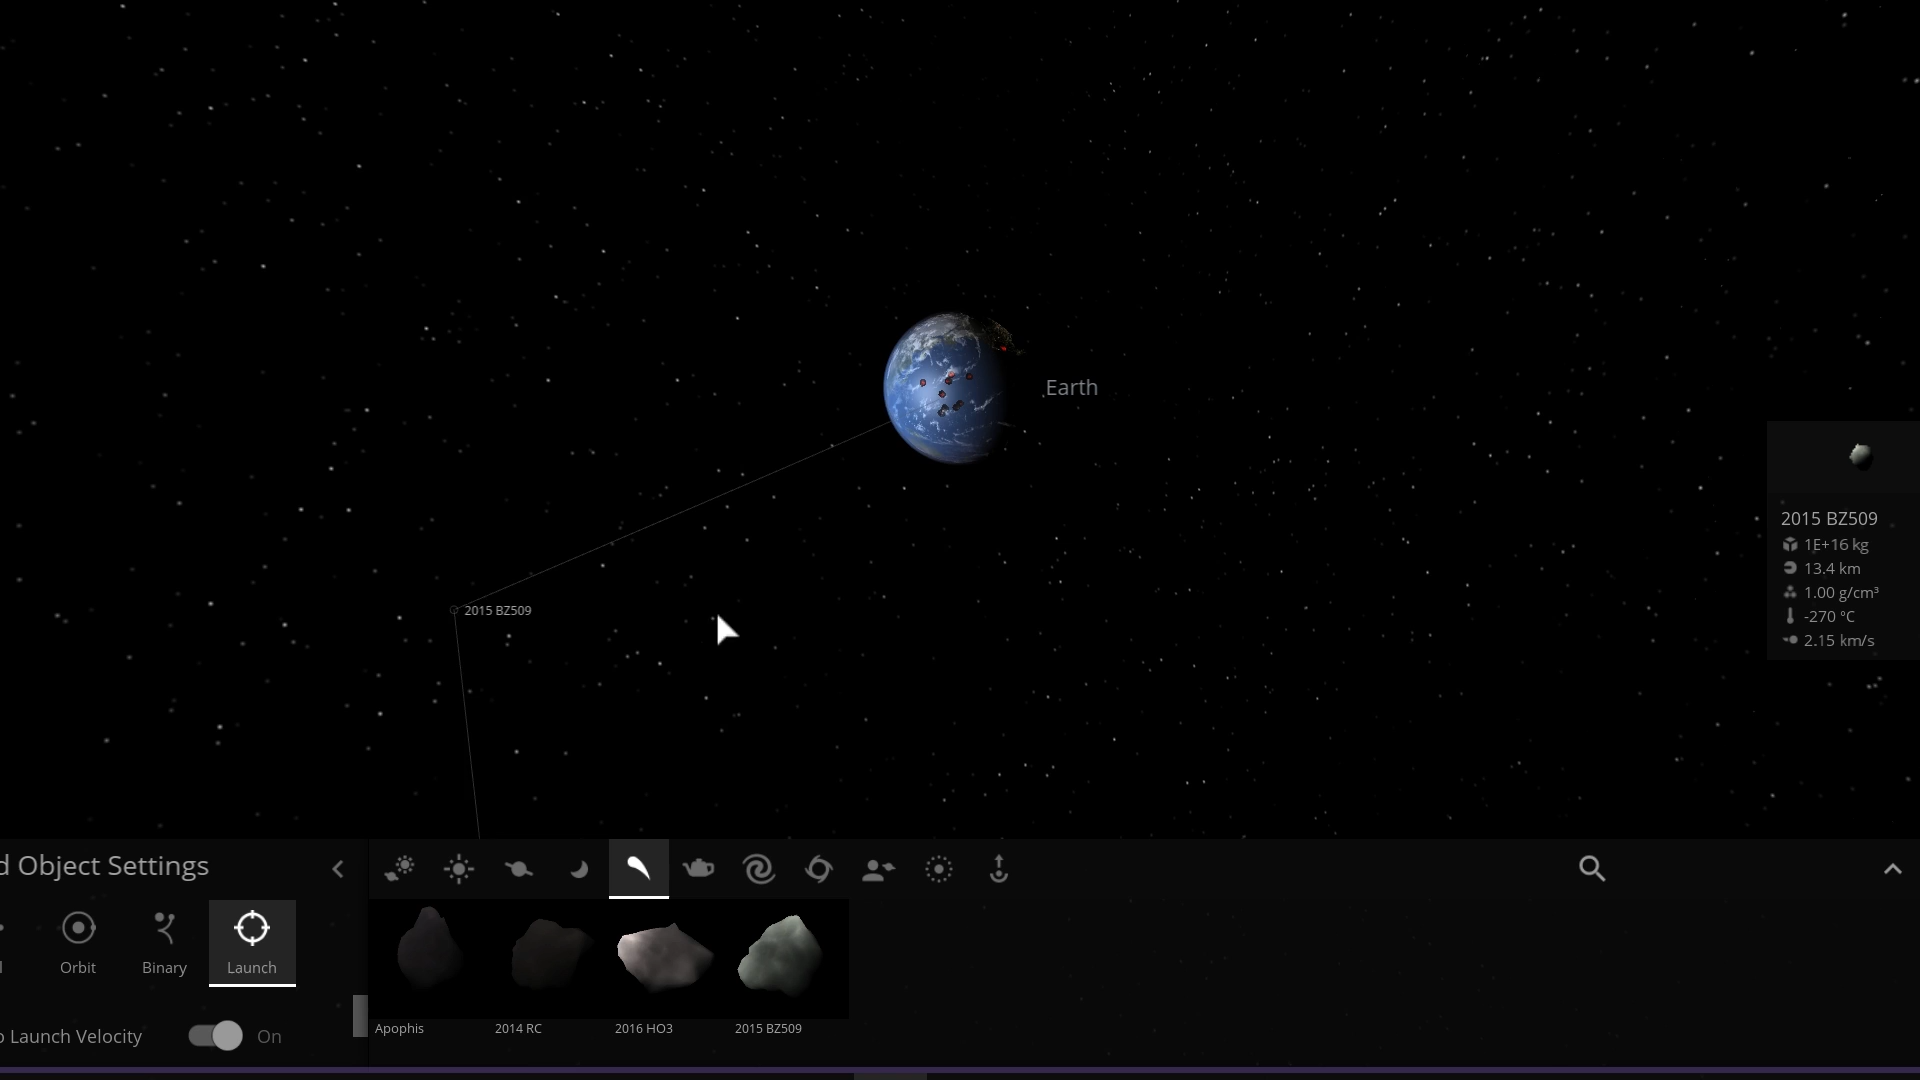 Earth
2015 BZ509
2015 BZ509
1E+16 kg
13.4 km
1.00 g/cm³
-270 °C
2.15 km/s
Object Settings
Orbit
Binary
Launch
Launch Velocity
On
Apophis
2014 RC
2016 HO3
2015 BZ509